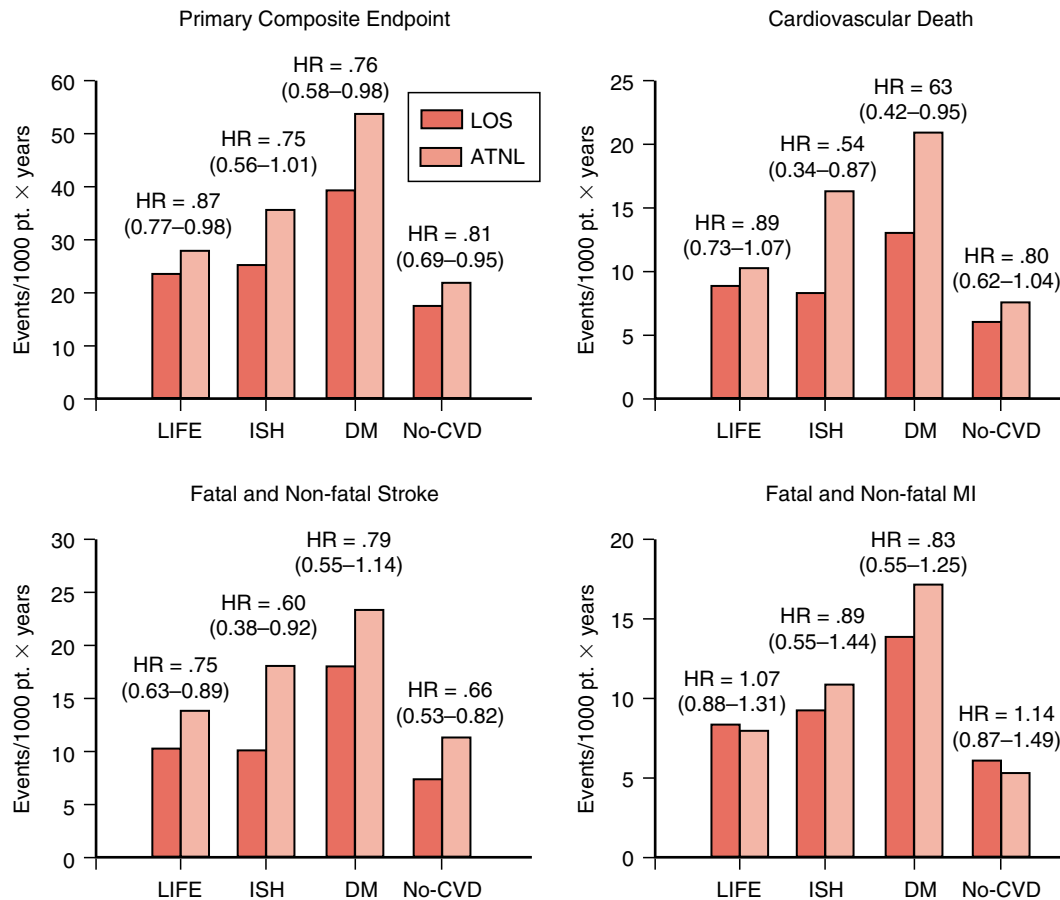 Primary Composite Endpoint
Events/1000 pt. × years
60
50
40
30
20
10
0
HR = .87
(0.77–0.98)
HR = .75
(0.56–1.01)
HR = .76
(0.58–0.98)
HR = .81
(0.69–0.95)
LOS
ATNL
LIFE ISH DM No-CVD
Cardiovascular Death
Events/1000 pt. × years
25
20
15
10
5
0
HR = .89
(0.73–1.07)
HR = .54
(0.34–0.87)
HR = 63
(0.42–0.95)
HR = .80
(0.62–1.04)
LIFE ISH DM No-CVD
Fatal and Non-fatal Stroke
Events/1000 pt. × years
30
25
20
15
10
5
0
HR = .75
(0.63–0.89)
HR = .60
(0.38–0.92)
HR = .79
(0.55–1.14)
HR = .66
(0.53–0.82)
LIFE ISH DM No-CVD
Fatal and Non-fatal MI
Events/1000 pt. × years
20
15
10
5
0
HR = 1.07
(0.88–1.31)
HR = .89
(0.55–1.44)
HR = .83
(0.55–1.25)
HR = 1.14
(0.87–1.49)
LIFE ISH DM No-CVD